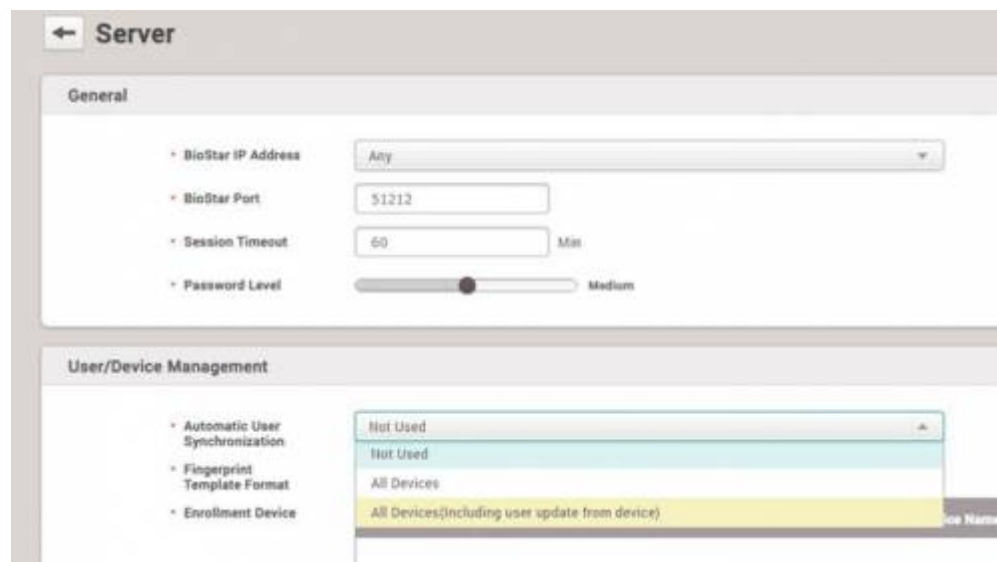 Server
General
BioStar IP Address
Any
BioStar Port
51212
Session Timeout
60
Min
Password Level
Medium
User/Device Management
Automatic User
Synchronization
Not Used
Not Used
Fingerprint
Template Format
All Devices
Enrollment Device
All Devices(Including user update from device)
ice Name